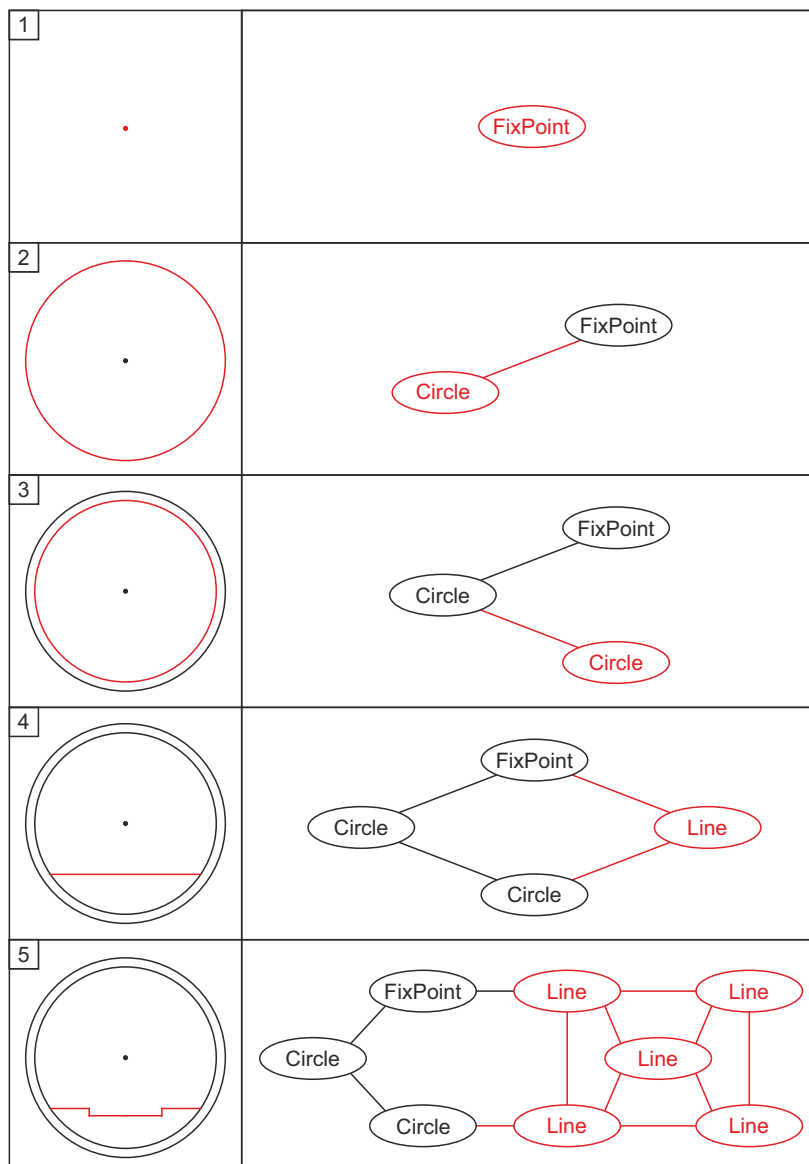 1
FixPoint
2
FixPoint
Circle
3
FixPoint
Circle
Circle
4
FixPoint
Circle Line
Circle
5
FixPoint Line Line
Circle Line
Circle Line Line